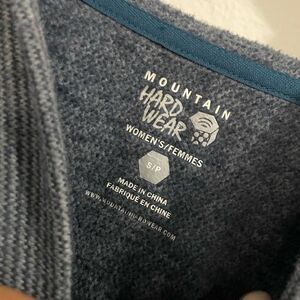 MOUNTAIN
HARD
WEAR
WOMEN'S/FEMMES
S/P
MADE IN CHINA
FABRIQUÉ EN CHINE
WWW.MOUNTAINHARDWEAR.COM